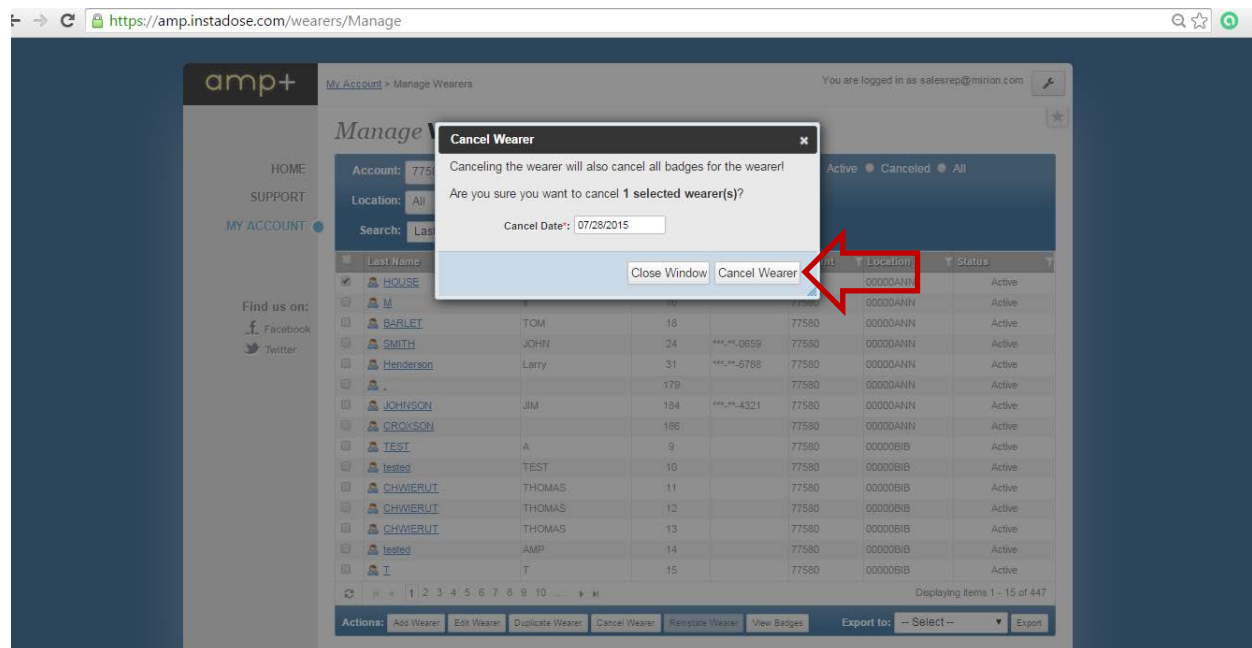 https://amp.instadose.com/wearers/Manage
amp+
My Account > Manage Wearers
You are logged in as salesrep@mirion.com
Manage
HOME
SUPPORT
MY ACCOUNT
Find us on:
Facebook
Twitter
Account: 7758
Active Canceled All
Location: All
Search: Las
Cancel Wearer
Canceling the wearer will also cancel all badges for the wearer!
Are you sure you want to cancel 1 selected wearer(s)?
Cancel Date*: 07/28/2015
Close Window Cancel Wearer
Last Name Location Status
HOUSE 00000ANN Active
M 16 77580 00000ANN Active
BARLET TOM 18 77580 00000ANN Active
SMITH JOHN 24 ***-**-0659 77580 00000ANN Active
Henderson Larry 31 ***-**-6788 77580 00000ANN Active
. 179 77580 00000ANN Active
JOHNSON JIM 184 ***-**-4321 77580 00000ANN Active
CROXSON 186 77580 00000ANN Active
TEST A 9 77580 00000BIB Active
tested TEST 10 77580 00000BIB Active
CHWIERUT THOMAS 11 77580 00000BIB Active
CHWIERUT THOMAS 12 77580 00000BIB Active
CHWIERUT THOMAS 13 77580 00000BIB Active
tested AMP 14 77580 00000BIB Active
T T 15 77580 00000BIB Active
1 2 3 4 5 6 7 8 9 10 ... Displaying items 1 - 15 of 447
Actions: Add Wearer Edit Wearer Duplicate Wearer Cancel Wearer Reinstate Wearer View Badges Export to: -- Select -- Export